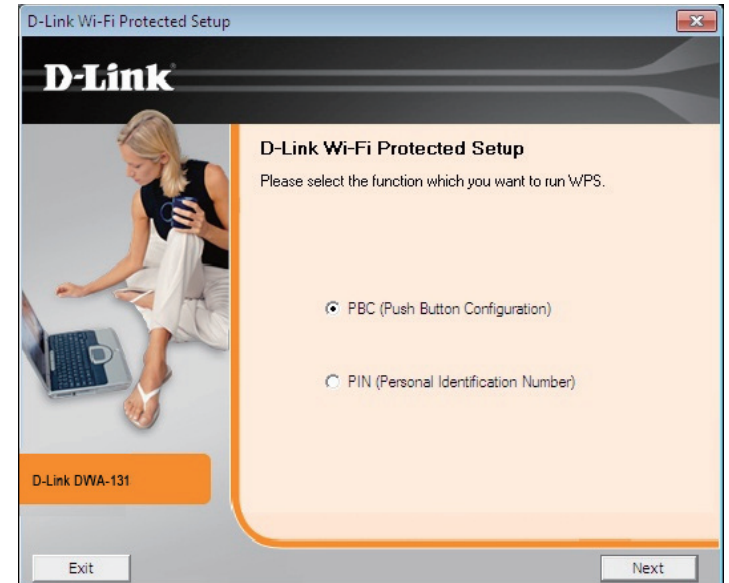 D-Link Wi-Fi Protected Setup
D-Link
D-Link Wi-Fi Protected Setup
Please select the function which you want to run WPS.
PBC (Push Button Configuration)
PIN (Personal Identification Number)
D-Link DWA-131
Exit
Next